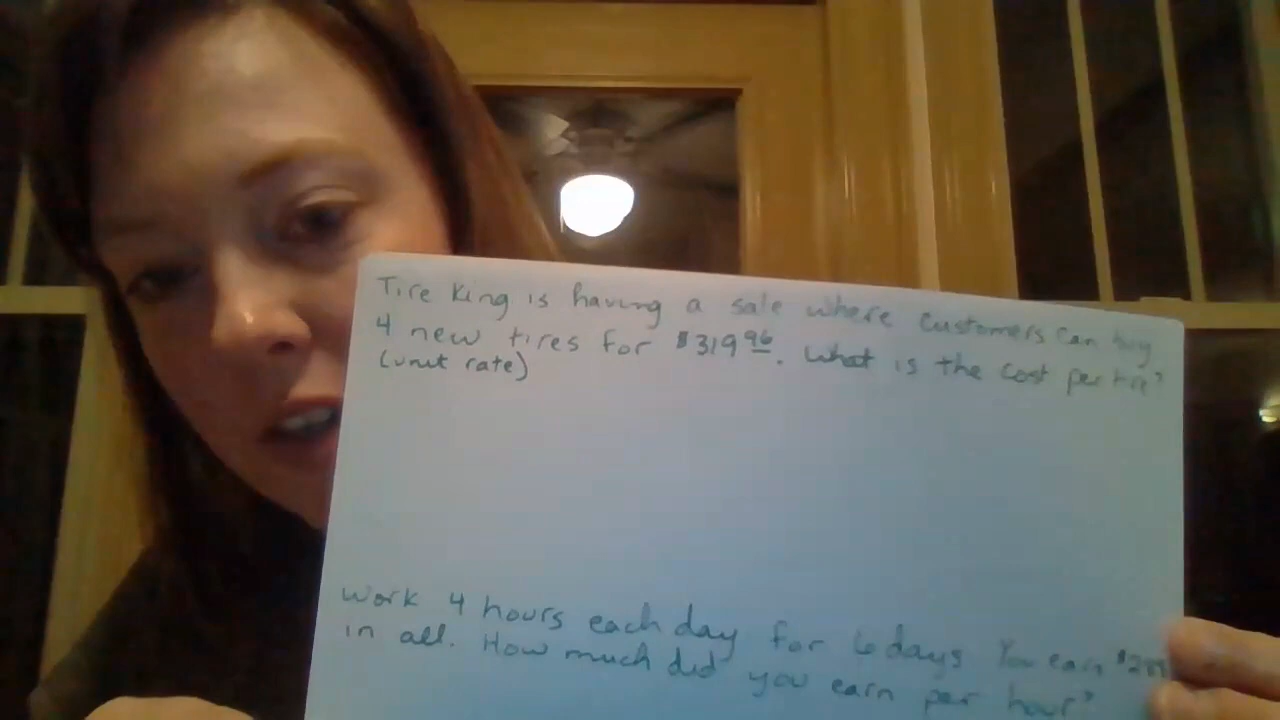 Tire King is having a sale where customers can buy
4 new tires for $319 96. What is the cost per tire?
(unit rate)
Work 4 hours each day for 6 days You earn
in all. How much did you earn per hour?